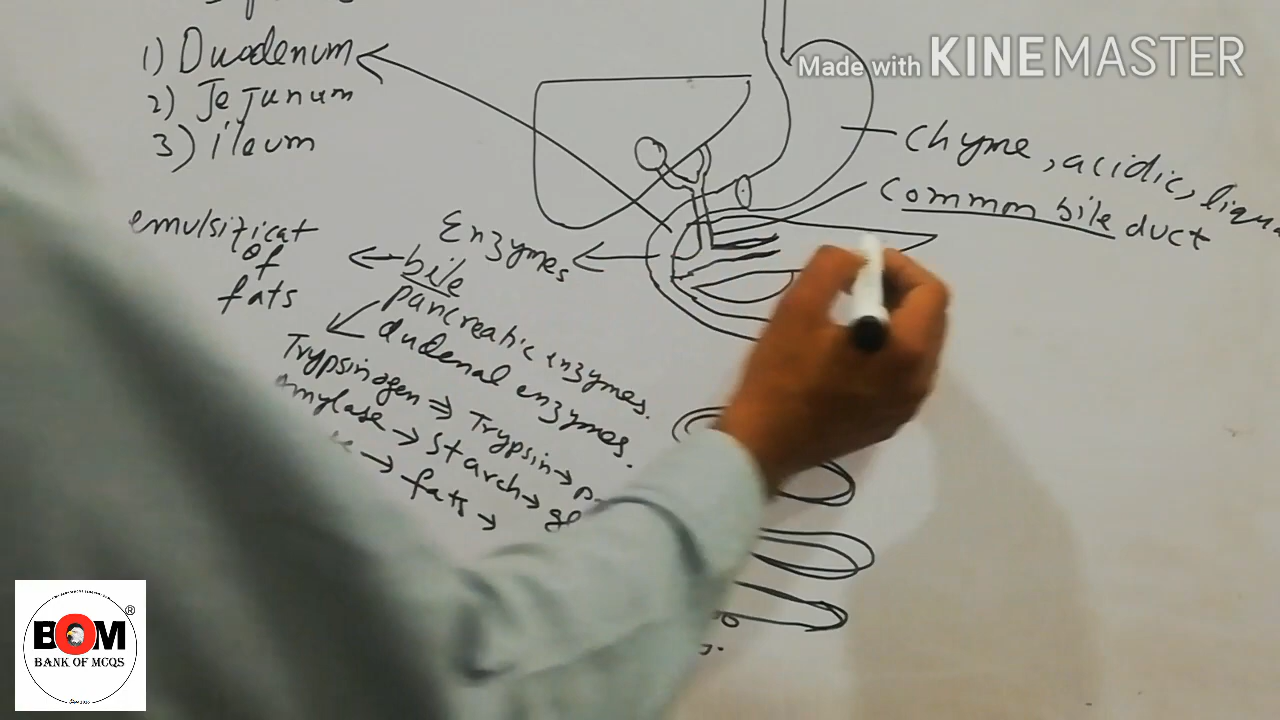 1) Duodenum
2) Jejunum
3) ileum
Made with KINEMASTER
chyme, acidic,
common bile duct
emulsificat
of
fats
Enzymes
bile
pancreatic enzymes.
dudenal enzymes.
Trypsinogen ⇒ Trypsin →
Amylase → starch →
→ fats →
BOM
®
BANK OF MCQS